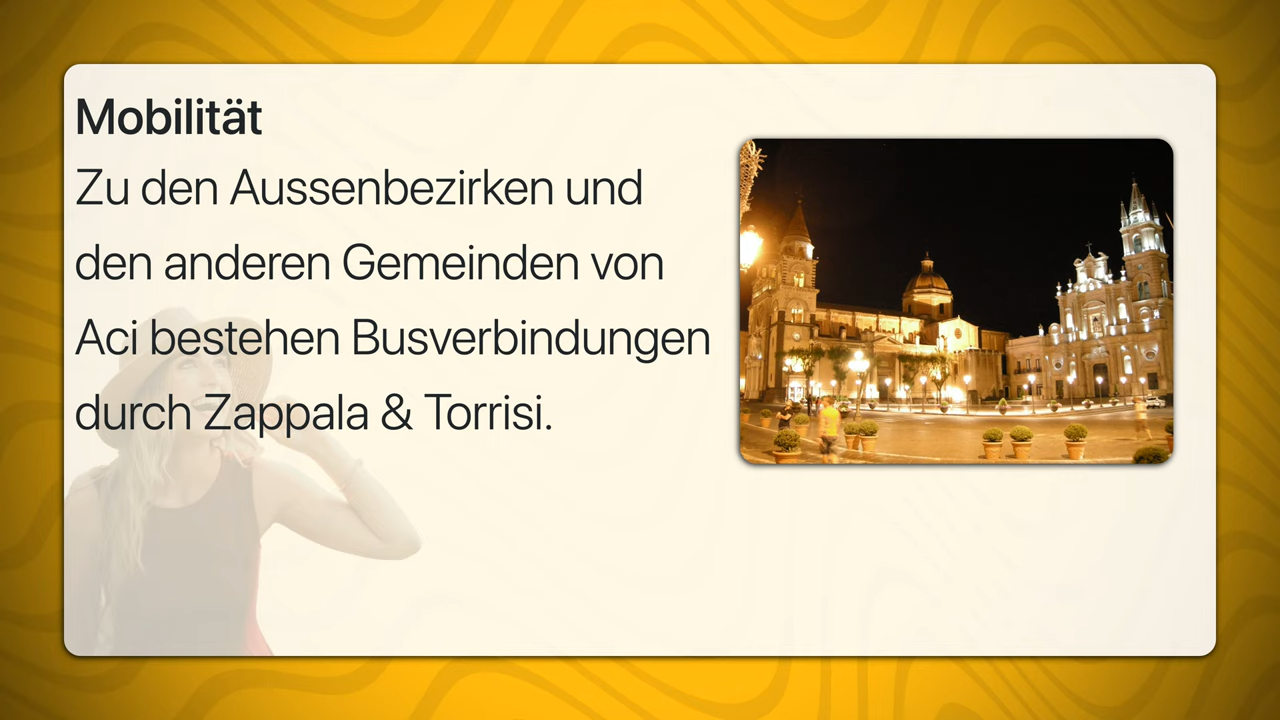 Mobilität
Zu den Aussenbezirken und
den anderen Gemeinden von
Aci bestehen Busverbindungen
durch Zappala & Torrisi.